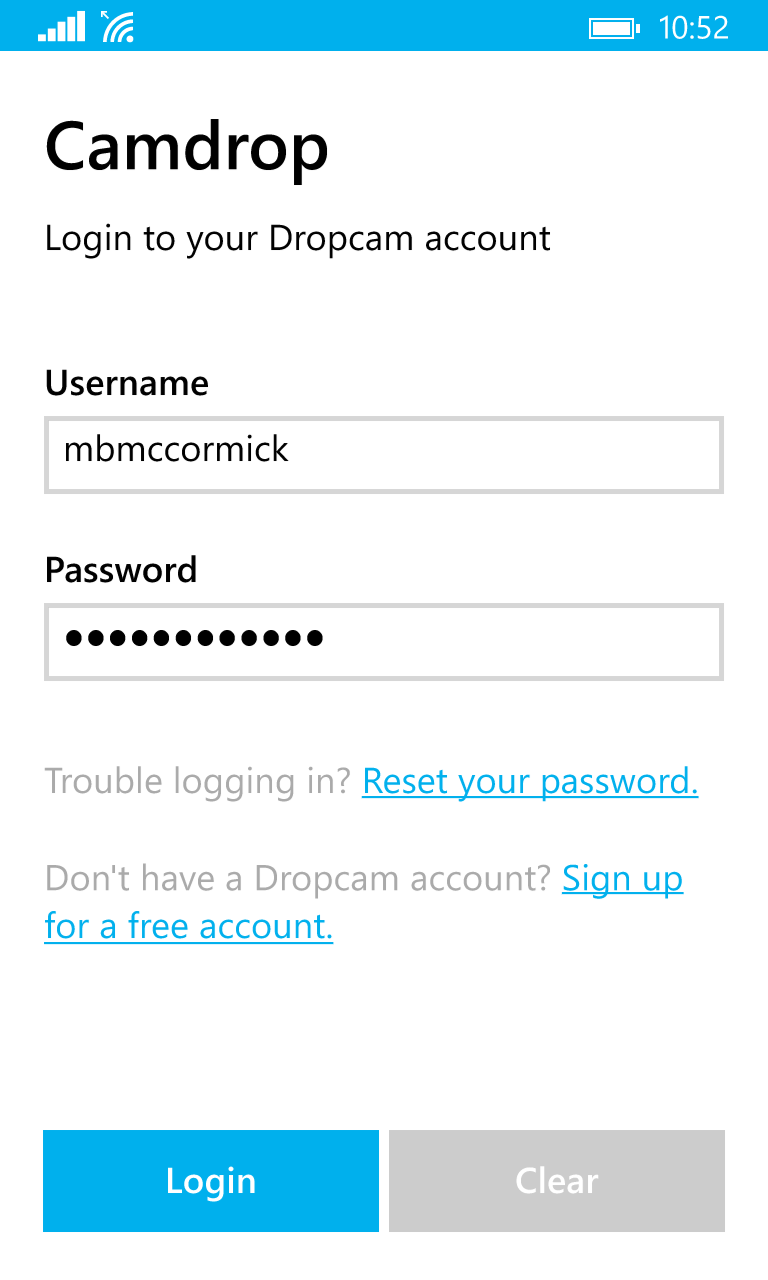 10:52
Camdrop
Login to your Dropcam account
Username
mbmccormick
Password
●●●●●●●●●●●●
Trouble logging in? Reset your password.
Don't have a Dropcam account? Sign up
for a free account.
Login
Clear